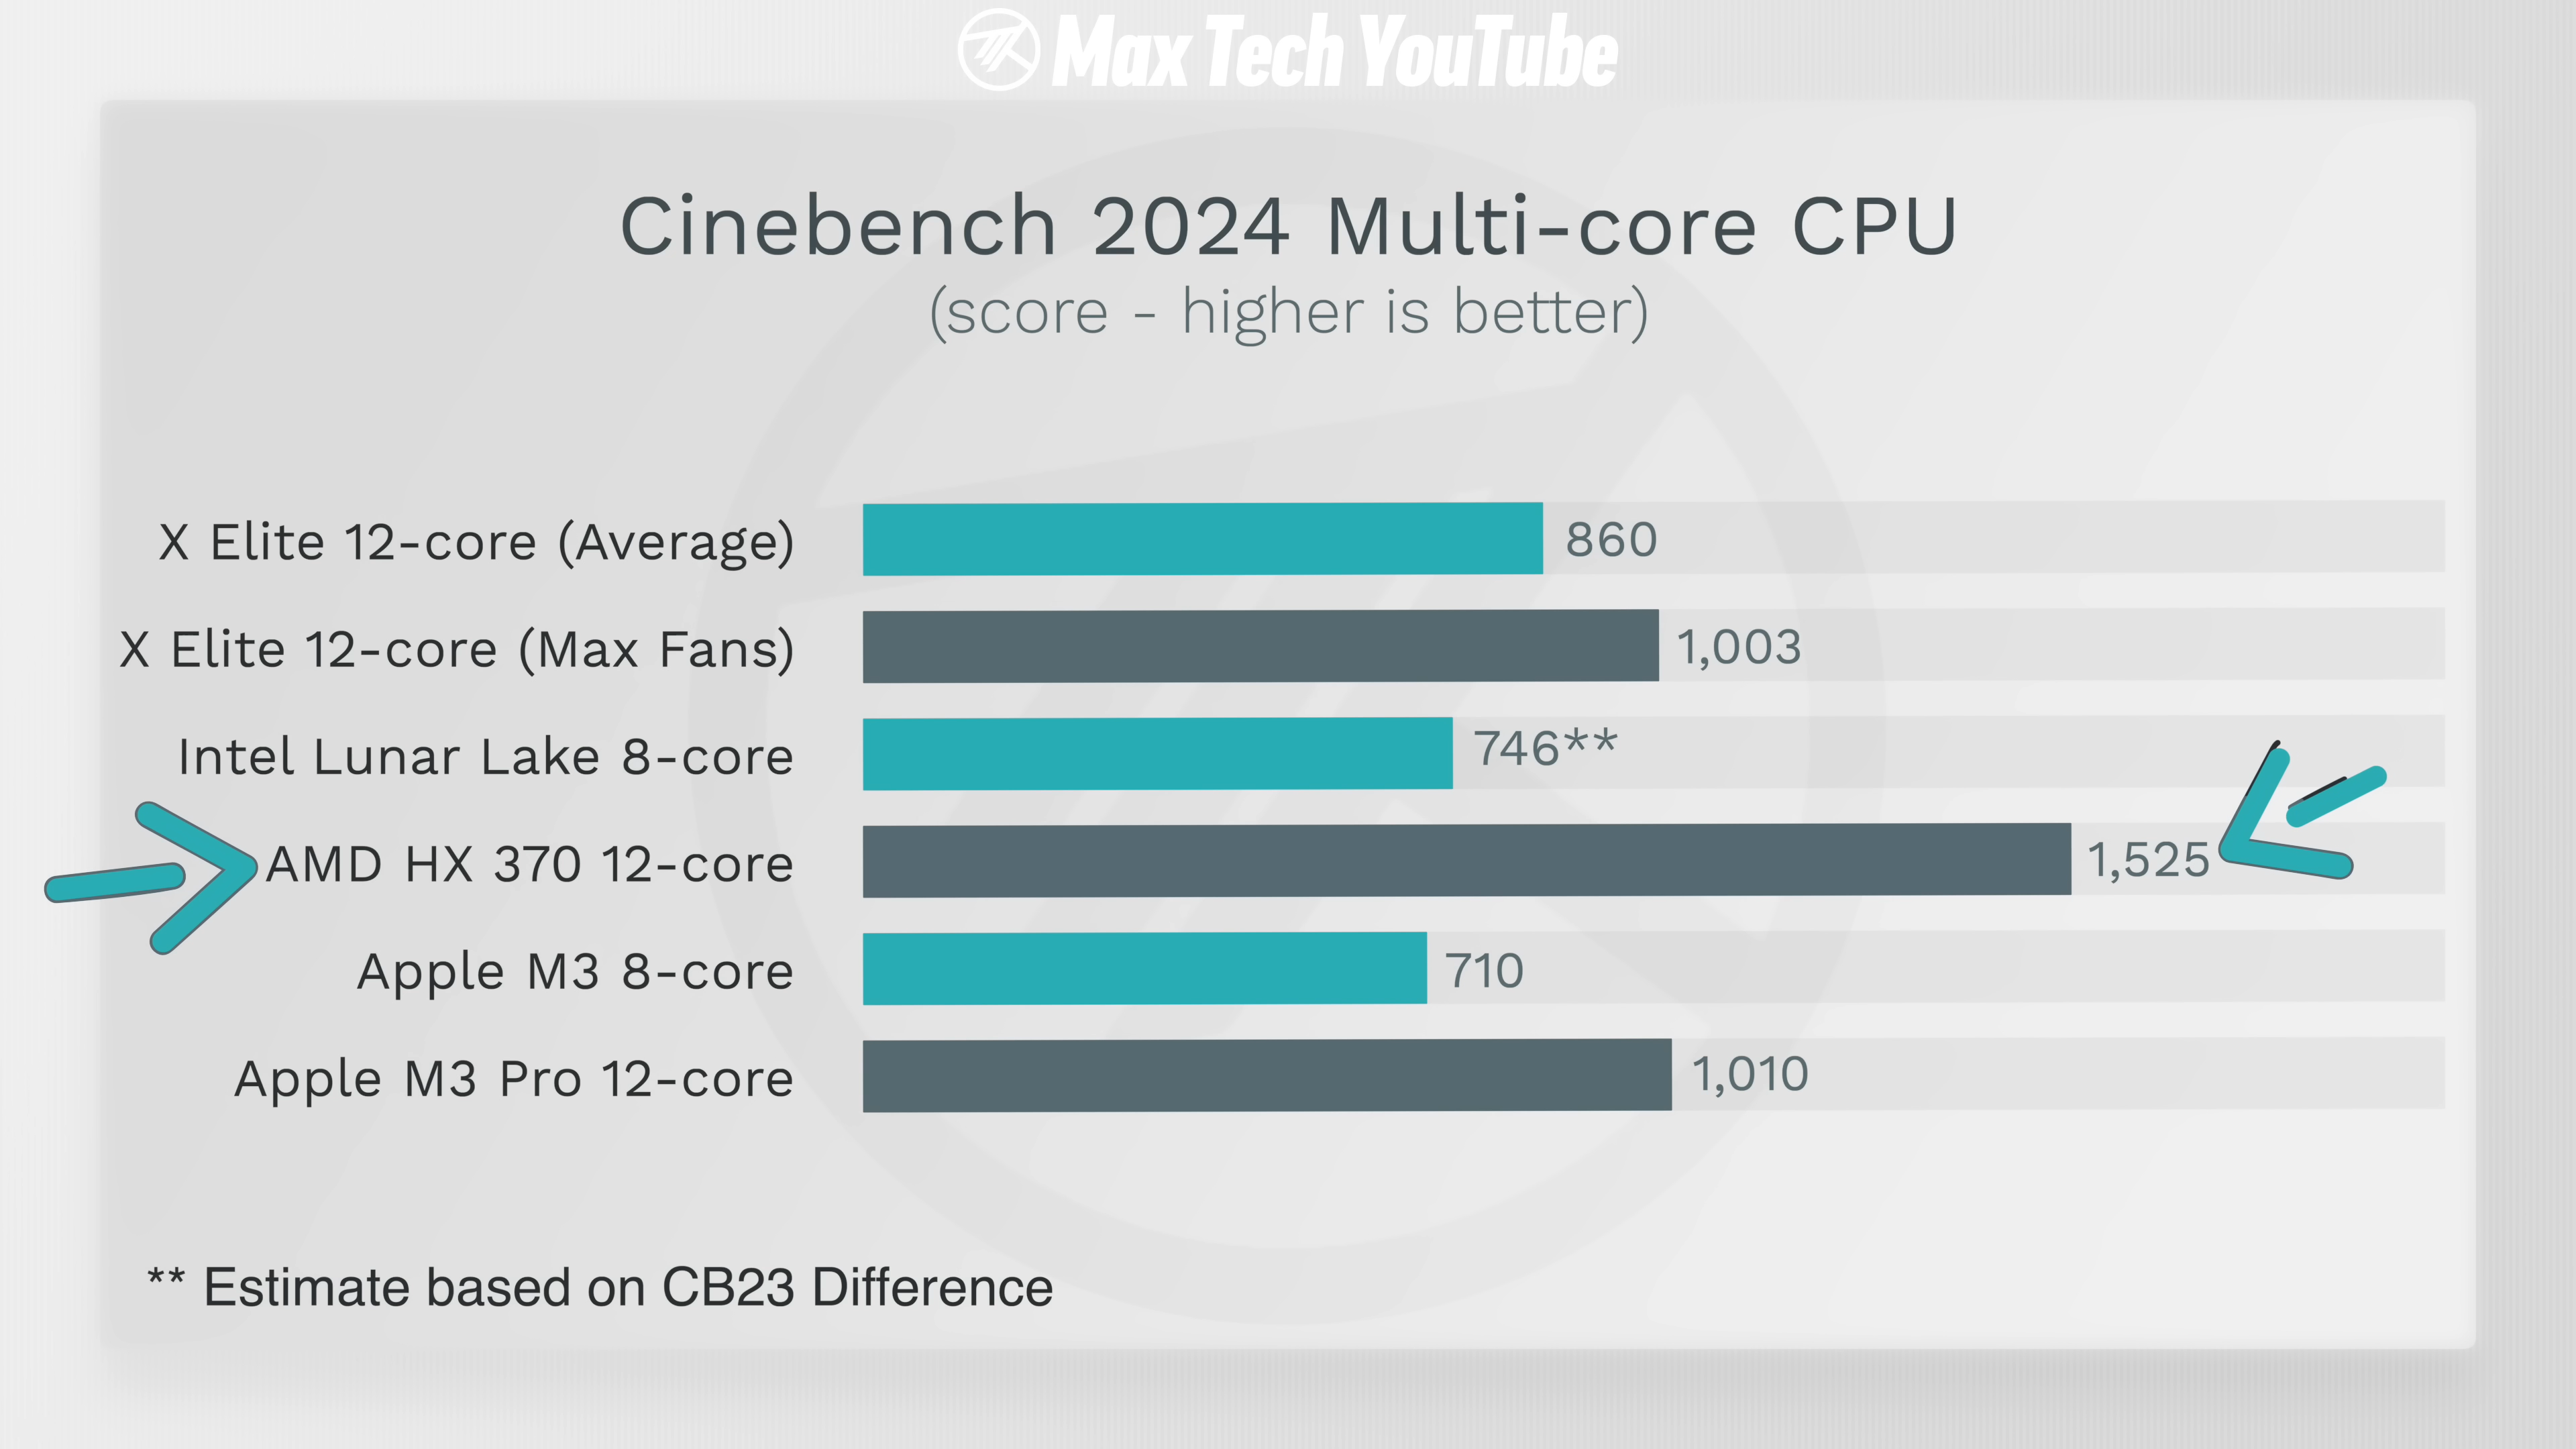 Max Tech YouTube
Cinebench 2024 Multi-core CPU
(score - higher is better)
X Elite 12-core (Average) 860
X Elite 12-core (Max Fans) 1,003
Intel Lunar Lake 8-core 746**
AMD HX 370 12-core 1,525
Apple M3 8-core 710
Apple M3 Pro 12-core 1,010
** Estimate based on CB23 Difference